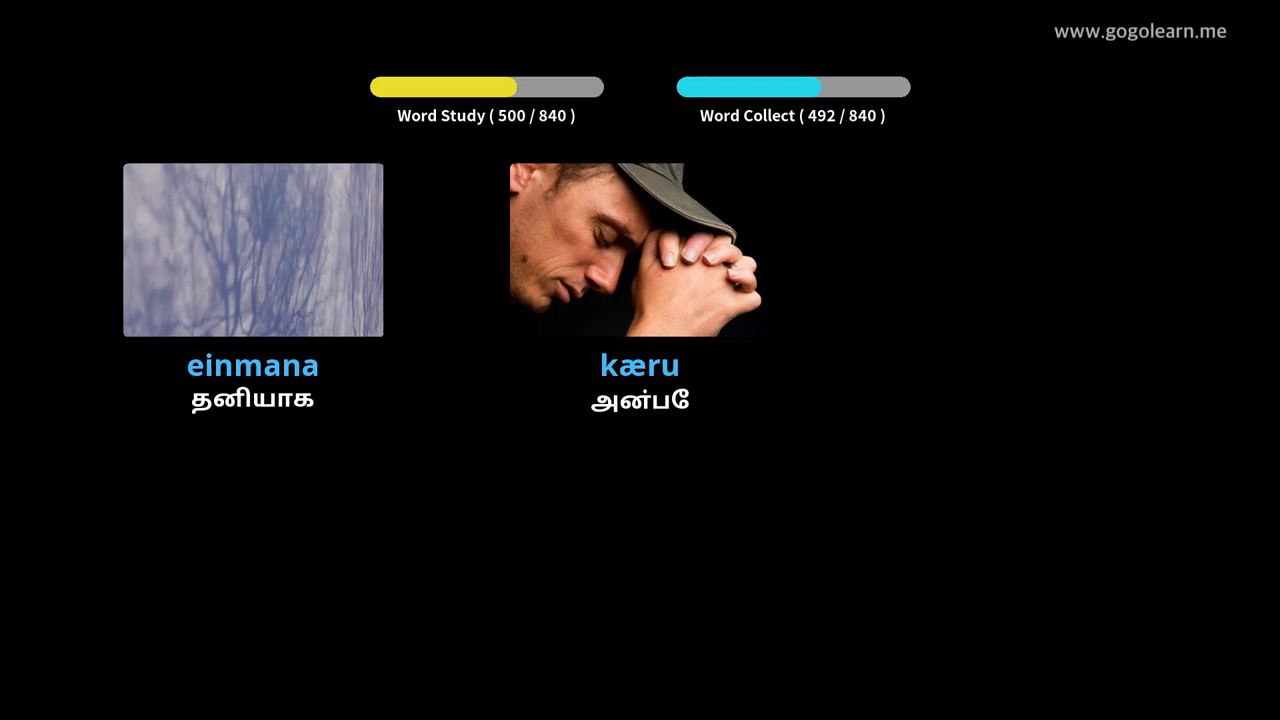 www.gogolearn.me
Word Study ( 500 / 840 )
Word Collect ( 492 / 840 )
einmana
தனியாக
kæru
அன்பே